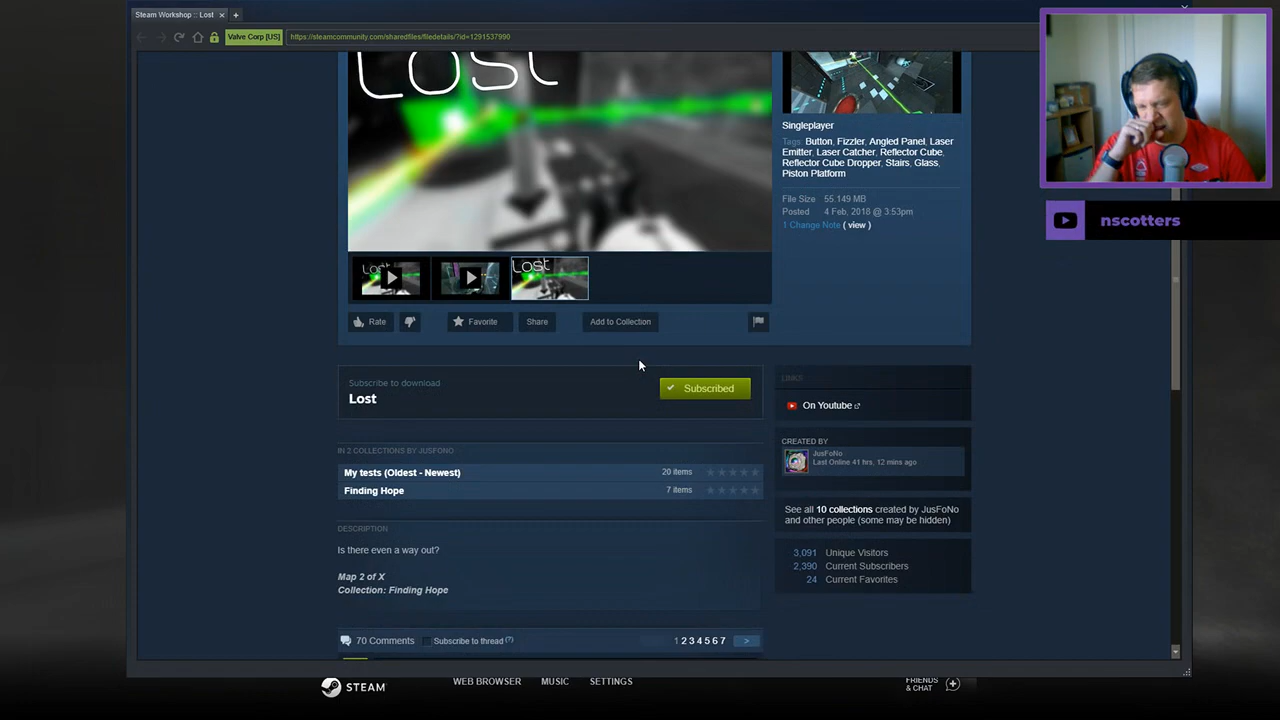 Steam Workshop :: Lost × +
Valve Corp [US] https://steamcommunity.com/sharedfiles/filedetails/?id=1291537990
Lost
Singleplayer
Tags: Button, Fizzler, Angled Panel, Laser
Emitter, Laser Catcher, Reflector Cube,
Reflector Cube Dropper, Stairs, Glass,
Piston Platform
File Size 55.149 MB
Posted 4 Feb, 2018 @ 3:53pm
1 Change Note ( view )
nscotters
Lost
Lost
Rate Favorite Share Add to Collection
Subscribe to download
Lost
Subscribed
LINKS
On Youtube
CREATED BY
JusFoNo
Last Online 41 hrs, 12 mins ago
IN 2 COLLECTIONS BY JUSFONO
My tests (Oldest - Newest) 20 items
Finding Hope 7 items
See all 10 collections created by JusFoNo
and other people (some may be hidden)
DESCRIPTION
Is there even a way out?
Map 2 of X
Collection: Finding Hope
3,091 Unique Visitors
2,390 Current Subscribers
24 Current Favorites
70 Comments Subscribe to thread (?) 1 2 3 4 5 6 7 >
STEAM WEB BROWSER MUSIC SETTINGS FRIENDS
& CHAT